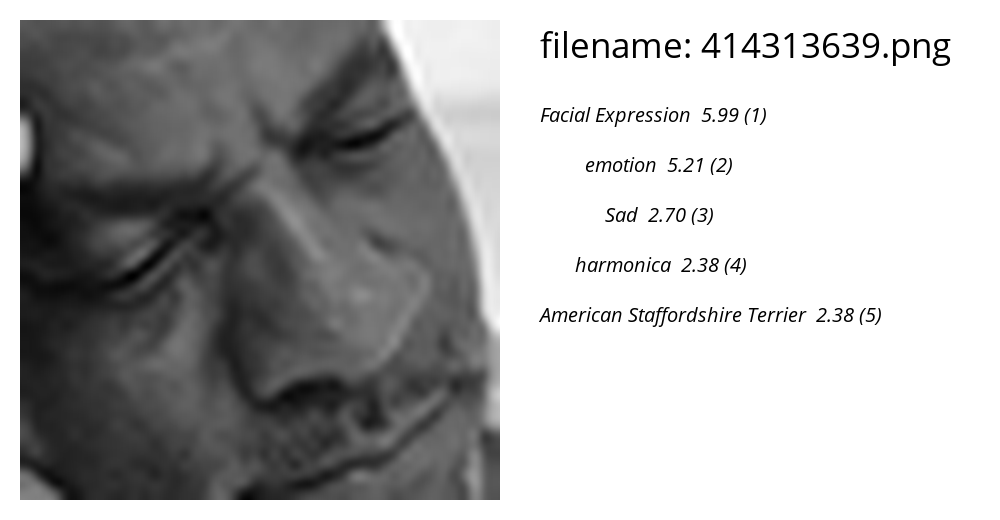 filename: 414313639.png
Facial Expression 5.99 (1)
emotion 5.21 (2)
Sad 2.70 (3)
harmonica 2.38 (4)
American Staffordshire Terrier 2.38 (5)